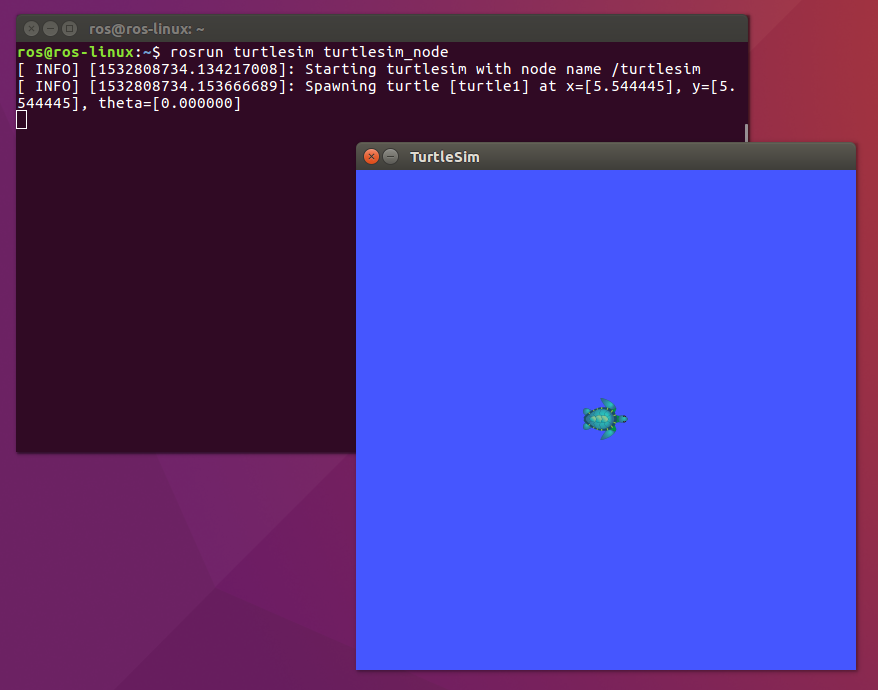 ros@ros-linux: ~
ros@ros-linux:~$ rosrun turtlesim turtlesim_node
[ INFO] [1532808734.134217008]: Starting turtlesim with node name /turtlesim
[ INFO] [1532808734.153666689]: Spawning turtle [turtle1] at x=[5.544445], y=[5.
544445], theta=[0.000000]
TurtleSim